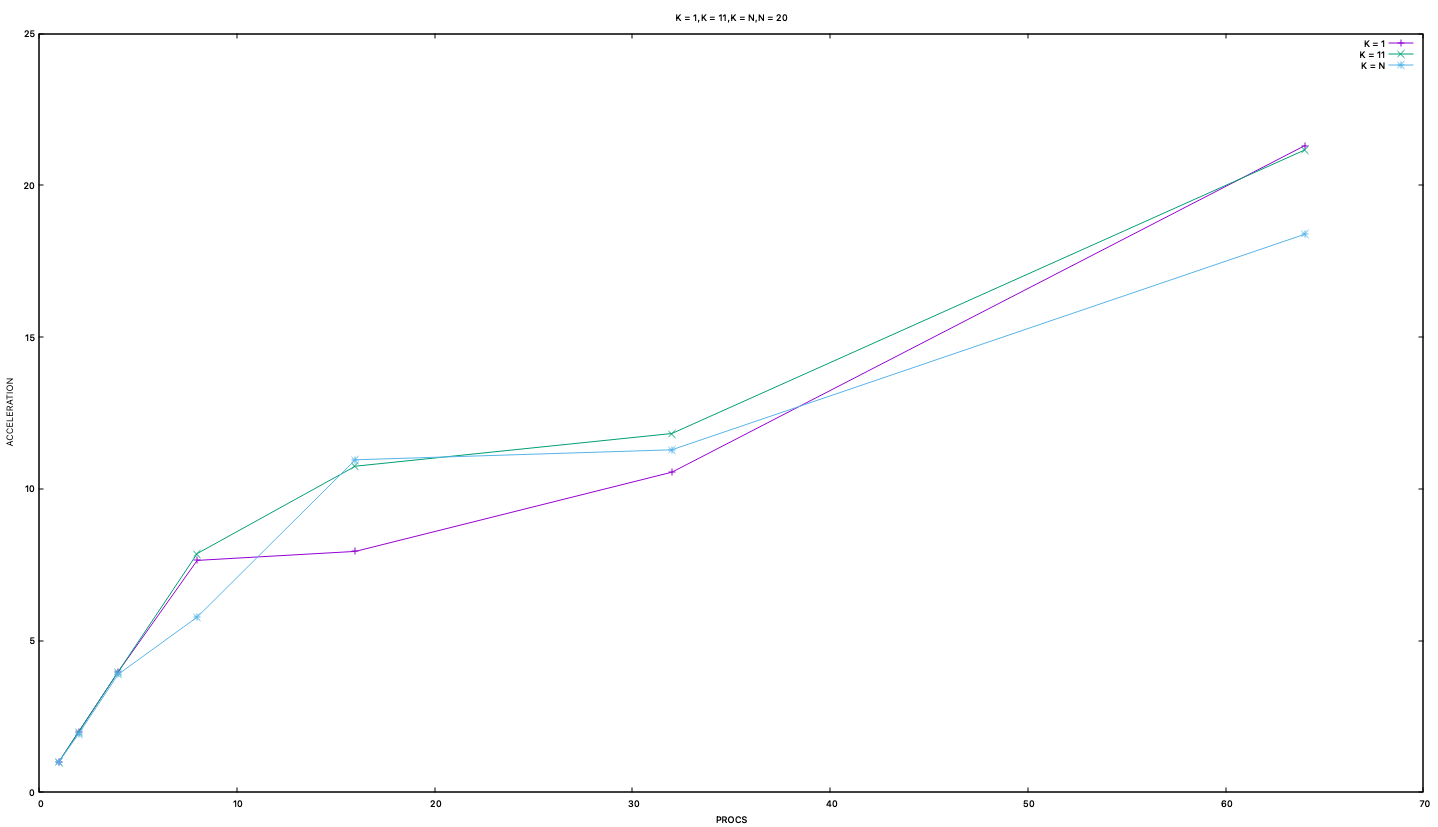 K = 1,K = 11,K = N,N = 20
25
K = 1
K = 11
K = N
20
15
ACCELERATION
10
5
0
0 10 20 30 40 50 60 70
PROCS